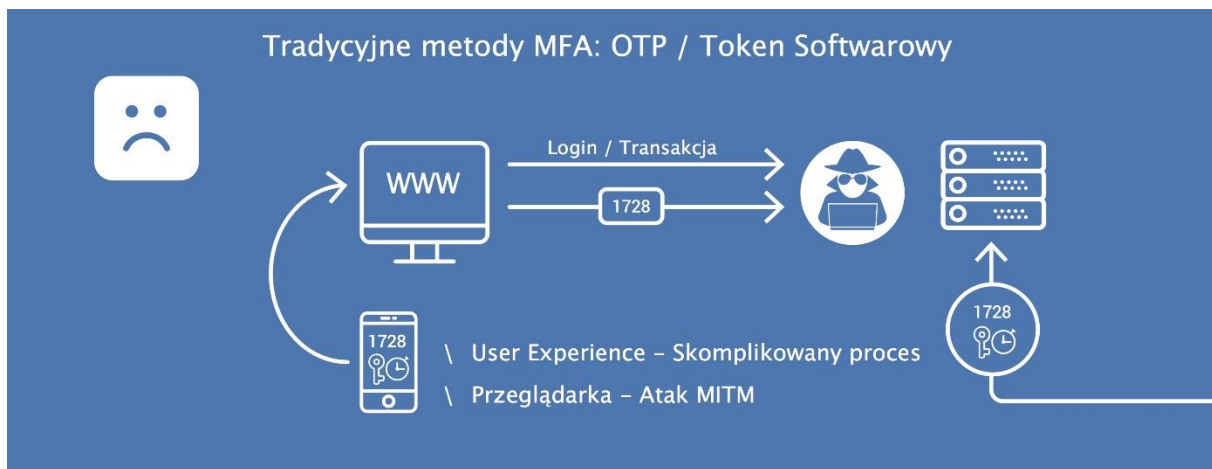 Tradycyjne metody MFA: OTP / Token Softwarowy
WWW
Login / Transakcja
1728
1728
1728
\ User Experience – Skomplikowany proces
\ Przeglądarka – Atak MITM